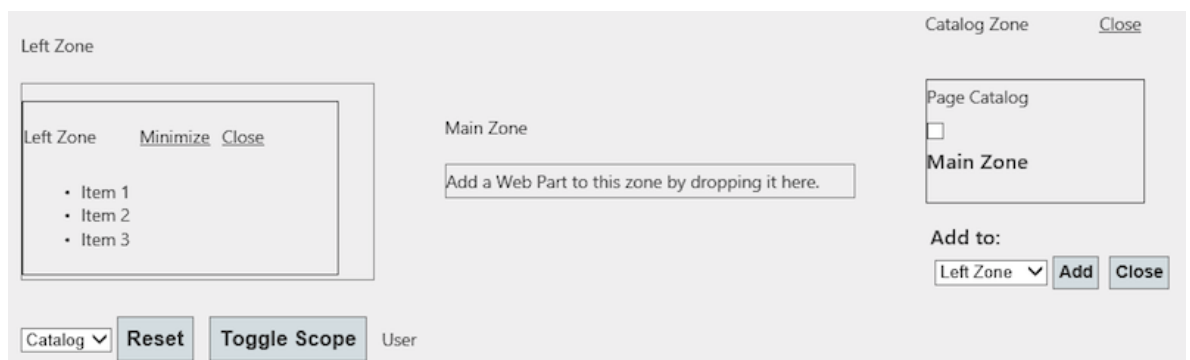 Left Zone
Left Zone Minimize Close
• Item 1
• Item 2
• Item 3
Main Zone
Add a Web Part to this zone by dropping it here.
Catalog Zone Close
Page Catalog
Main Zone
Add to:
Left Zone Add Close
Catalog Reset Toggle Scope User